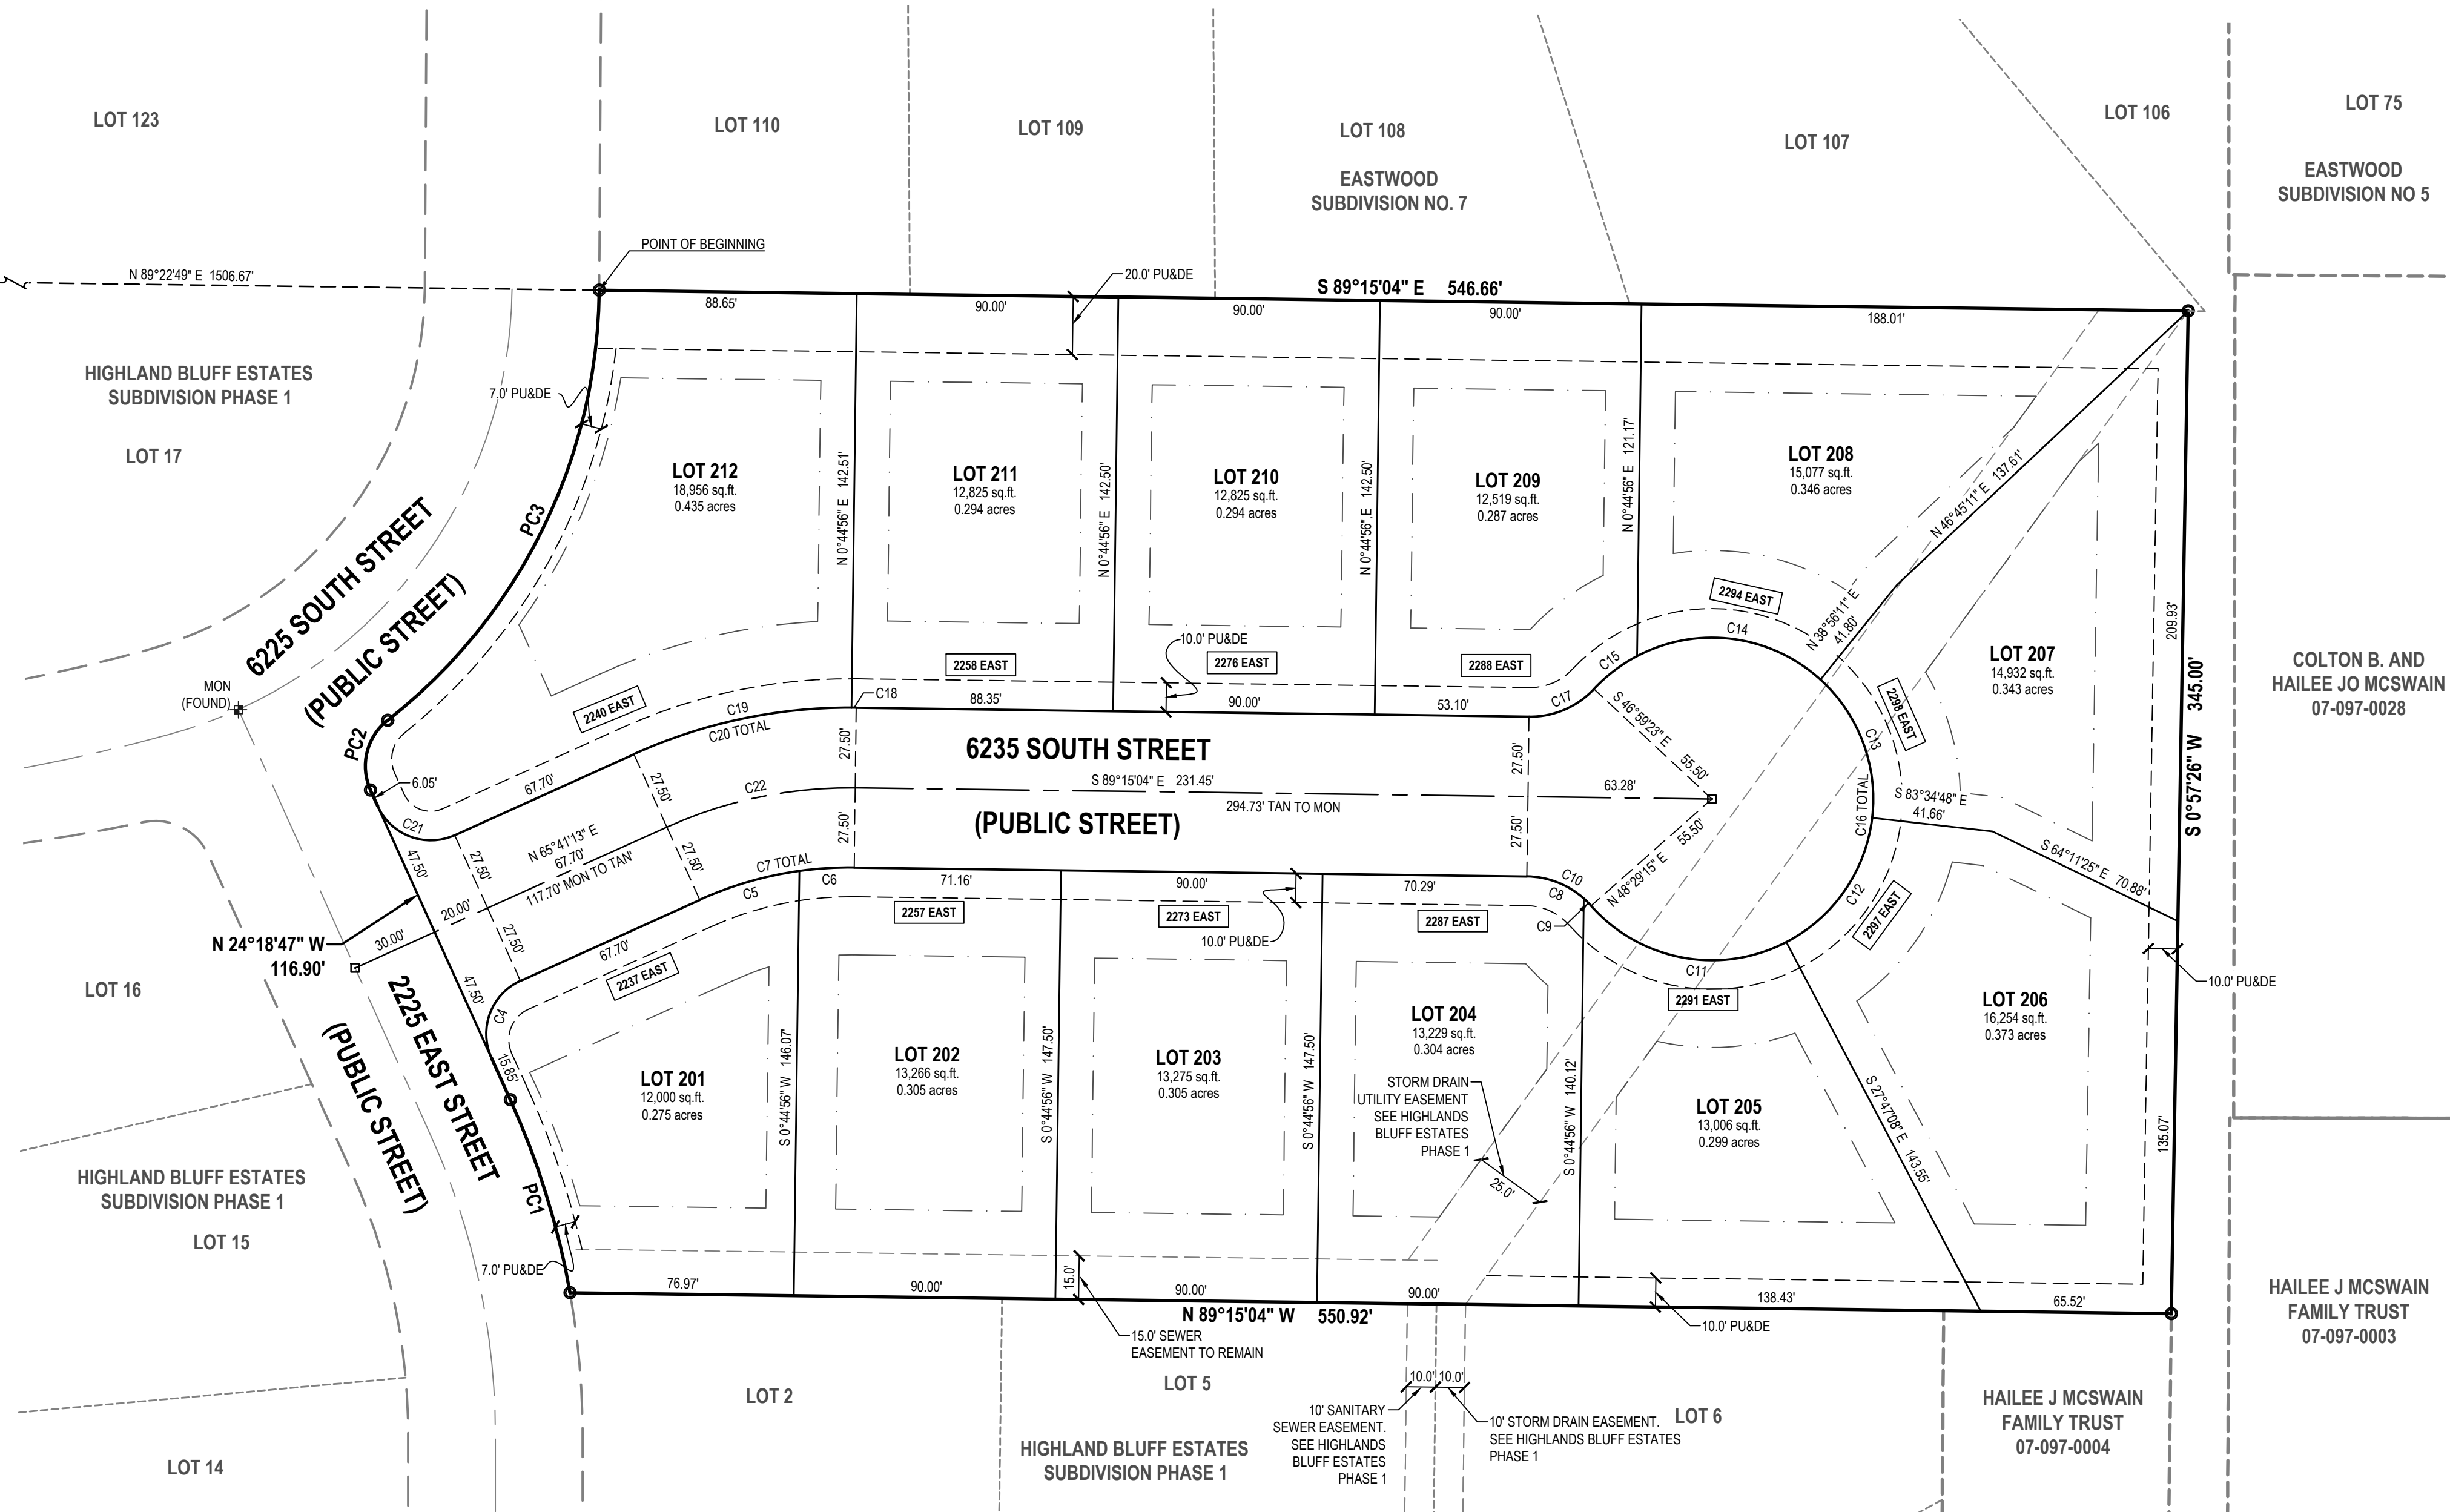 LOT 123
LOT 110
LOT 109
LOT 108
EASTWOOD
SUBDIVISION NO. 7
LOT 107
LOT 106
LOT 75
EASTWOOD
SUBDIVISION NO 5
POINT OF BEGINNING
N 89°22'49" E 1506.67'
20.0' PU&DE
S 89°15'04" E 546.66'
88.65'
90.00'
90.00'
90.00'
188.01'
HIGHLAND BLUFF ESTATES
SUBDIVISION PHASE 1
LOT 17
7.0' PU&DE
PC3
6225 SOUTH STREET
(PUBLIC STREET)
MON
(FOUND)
PC2
6.05'
LOT 212
18,956 sq.ft.
0.435 acres
N 0°44'56" E 142.51'
LOT 211
12,825 sq.ft.
0.294 acres
N 0°44'56" E 142.50'
LOT 210
12,825 sq.ft.
0.294 acres
N 0°44'56" E 142.50'
LOT 209
12,519 sq.ft.
0.287 acres
N 0°44'56" E 121.17'
LOT 208
15,077 sq.ft.
0.346 acres
N 46°45'11" E 137.61'
N 38°56'11" E
41.80'
LOT 207
14,932 sq.ft.
0.343 acres
209.93'
S 0°57'26" W 345.00'
COLTON B. AND
HAILEE JO MCSWAIN
07-097-0028
2240 EAST
2258 EAST
10.0' PU&DE
2276 EAST
2288 EAST
2294 EAST
2298 EAST
C18
C19
C20 TOTAL
88.35'
90.00'
53.10'
C17
C15
C14
C13
C16 TOTAL
67.70'
C21
27.50'
27.50'
27.50'
6235 SOUTH STREET
S 89°15'04" E 231.45'
294.73' TAN TO MON
(PUBLIC STREET)
63.28'
S 46°59'23" E
55.50'
55.50'
N 48°29'15" E
S 83°34'48" E
41.66'
S 64°11'25" E 70.88'
C22
N 65°41'13" E
67.70'
117.70' MON TO TAN'
27.50'
27.50'
27.50'
27.50'
27.50'
47.50'
20.00'
30.00'
N 24°18'47" W
116.90'
47.50'
C7 TOTAL
C5
C6
71.16'
90.00'
70.29'
C10
C8
C9
C11
C12
67.70'
2237 EAST
2257 EAST
2273 EAST
10.0' PU&DE
2287 EAST
2291 EAST
2297 EAST
10.0' PU&DE
LOT 16
2225 EAST STREET
(PUBLIC STREET)
C4
15.85'
PC1
7.0' PU&DE
LOT 201
12,000 sq.ft.
0.275 acres
S 0°44'56" W 146.07'
LOT 202
13,266 sq.ft.
0.305 acres
S 0°44'56" W 147.50'
LOT 203
13,275 sq.ft.
0.305 acres
S 0°44'56" W 147.50'
LOT 204
13,229 sq.ft.
0.304 acres
STORM DRAIN
UTILITY EASEMENT
SEE HIGHLANDS
BLUFF ESTATES
PHASE 1
25.0'
S 0°44'56" W 140.12'
LOT 205
13,006 sq.ft.
0.299 acres
S 27°47'08" E 143.55'
LOT 206
16,254 sq.ft.
0.373 acres
135.07'
HIGHLAND BLUFF ESTATES
SUBDIVISION PHASE 1
LOT 15
76.97'
90.00'
15.0'
90.00'
90.00'
138.43'
65.52'
N 89°15'04" W 550.92'
15.0' SEWER
EASEMENT TO REMAIN
10.0' PU&DE
HAILEE J MCSWAIN
FAMILY TRUST
07-097-0003
LOT 14
LOT 2
LOT 5
HIGHLAND BLUFF ESTATES
SUBDIVISION PHASE 1
10.0'
10.0'
10' SANITARY
SEWER EASEMENT.
SEE HIGHLANDS
BLUFF ESTATES
PHASE 1
10' STORM DRAIN EASEMENT.
SEE HIGHLANDS BLUFF ESTATES
PHASE 1
LOT 6
HAILEE J MCSWAIN
FAMILY TRUST
07-097-0004